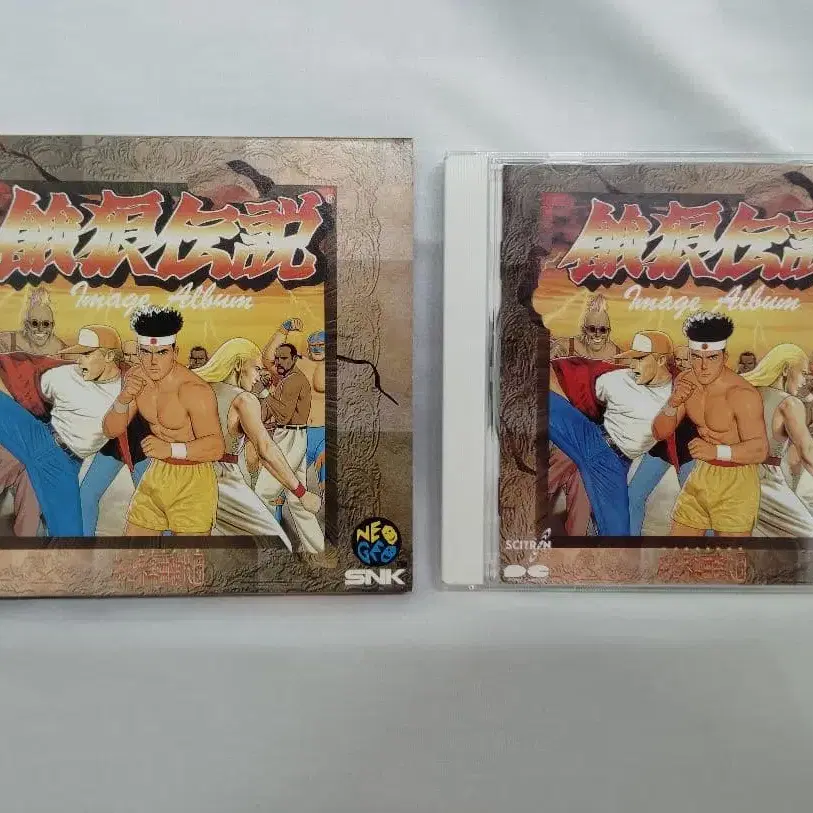 餓狼伝説
®
Image Album
NEO
GEO
SNK
餓狼伝説
Image Album
SCITRON